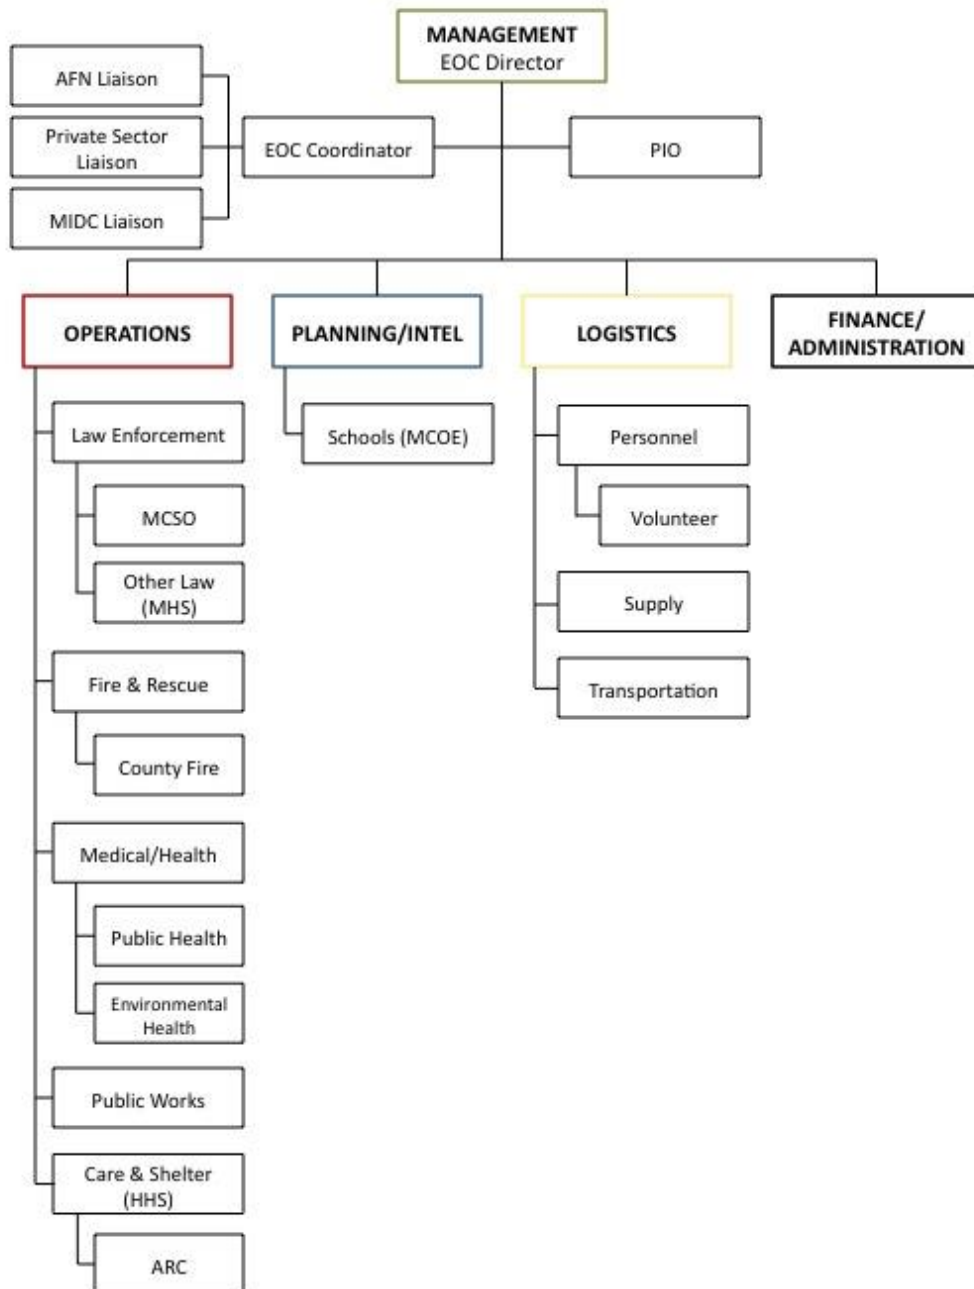 MANAGEMENT
EOC Director
AFN Liaison
Private Sector
Liaison
MIDC Liaison
EOC Coordinator
PIO
OPERATIONS
Law Enforcement
MCSO
Other Law
(MHS)
Fire & Rescue
County Fire
Medical/Health
Public Health
Environmental
Health
Public Works
Care & Shelter
(HHS)
ARC
PLANNING/INTEL
Schools (MCOE)
LOGISTICS
Personnel
Volunteer
Supply
Transportation
FINANCE/
ADMINISTRATION